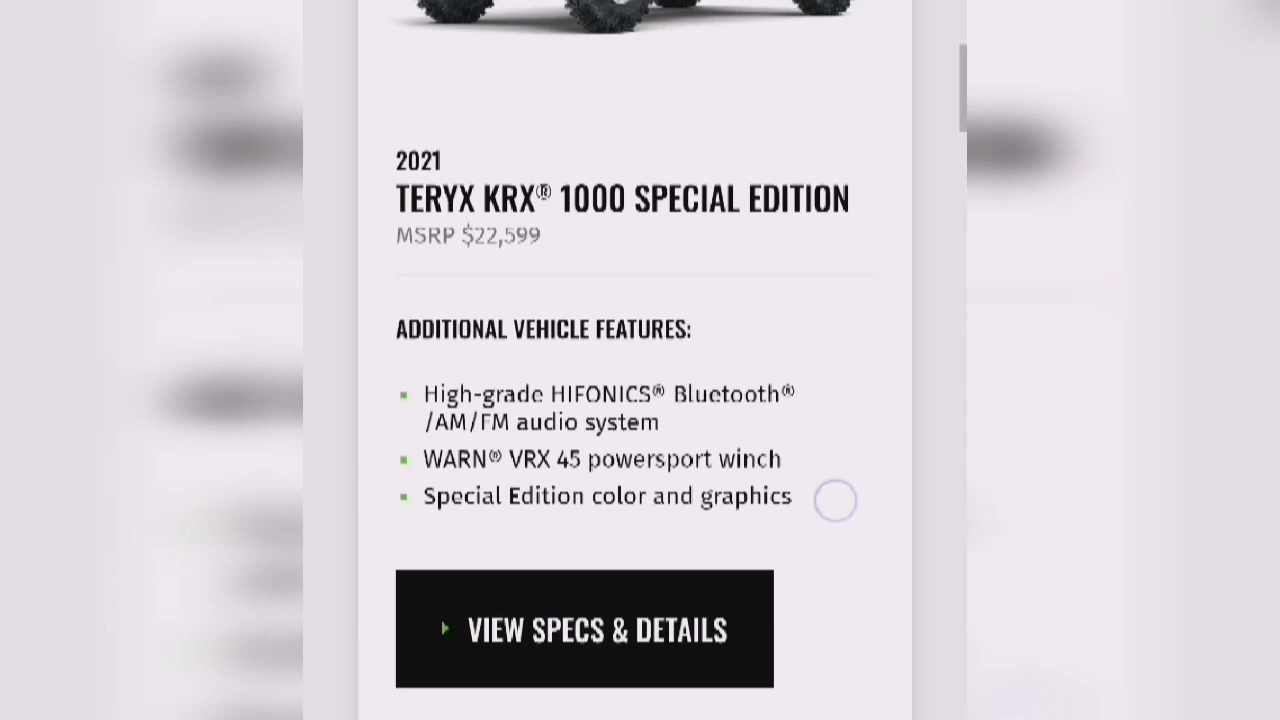 2021
TERYX KRX® 1000 SPECIAL EDITION
MSRP $22,599
ADDITIONAL VEHICLE FEATURES:
High-grade HIFONICS® Bluetooth®
/AM/FM audio system
WARN® VRX 45 powersport winch
Special Edition color and graphics
VIEW SPECS & DETAILS